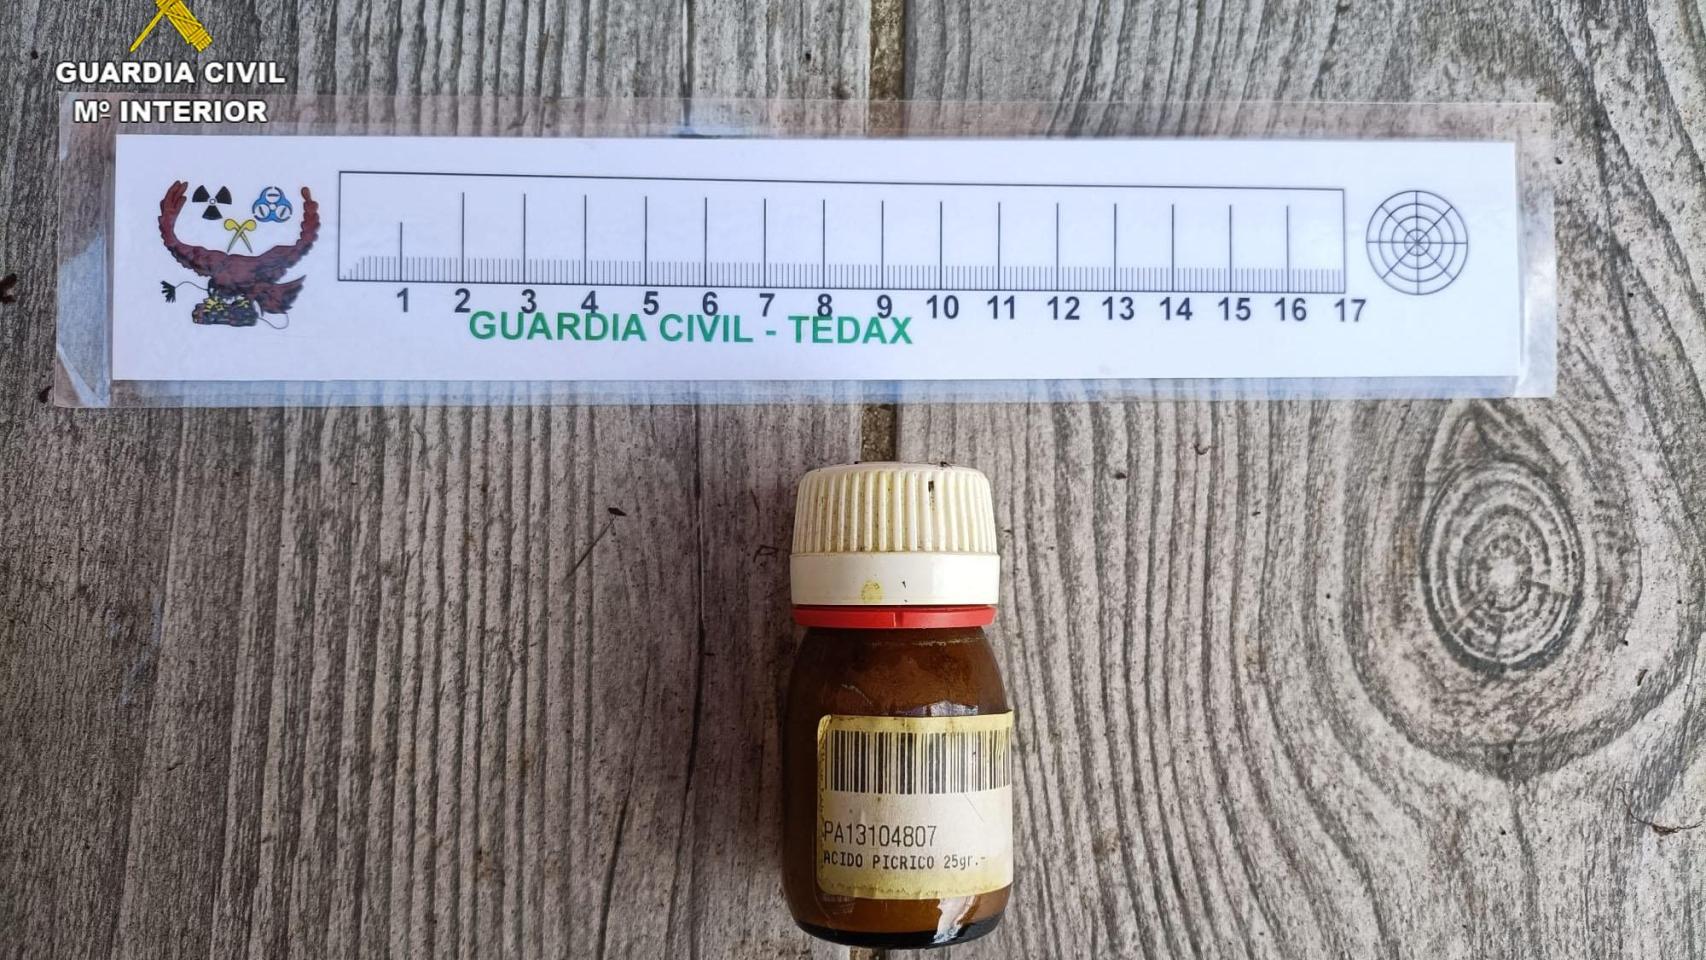 GUARDIA CIVIL
Mº INTERIOR
1 2 3 4 5 6 7 8 9 10 11 12 13 14 15 16 17
GUARDIA CIVIL - TEDAX
PA13104807
ACIDO PICRICO 25gr.-